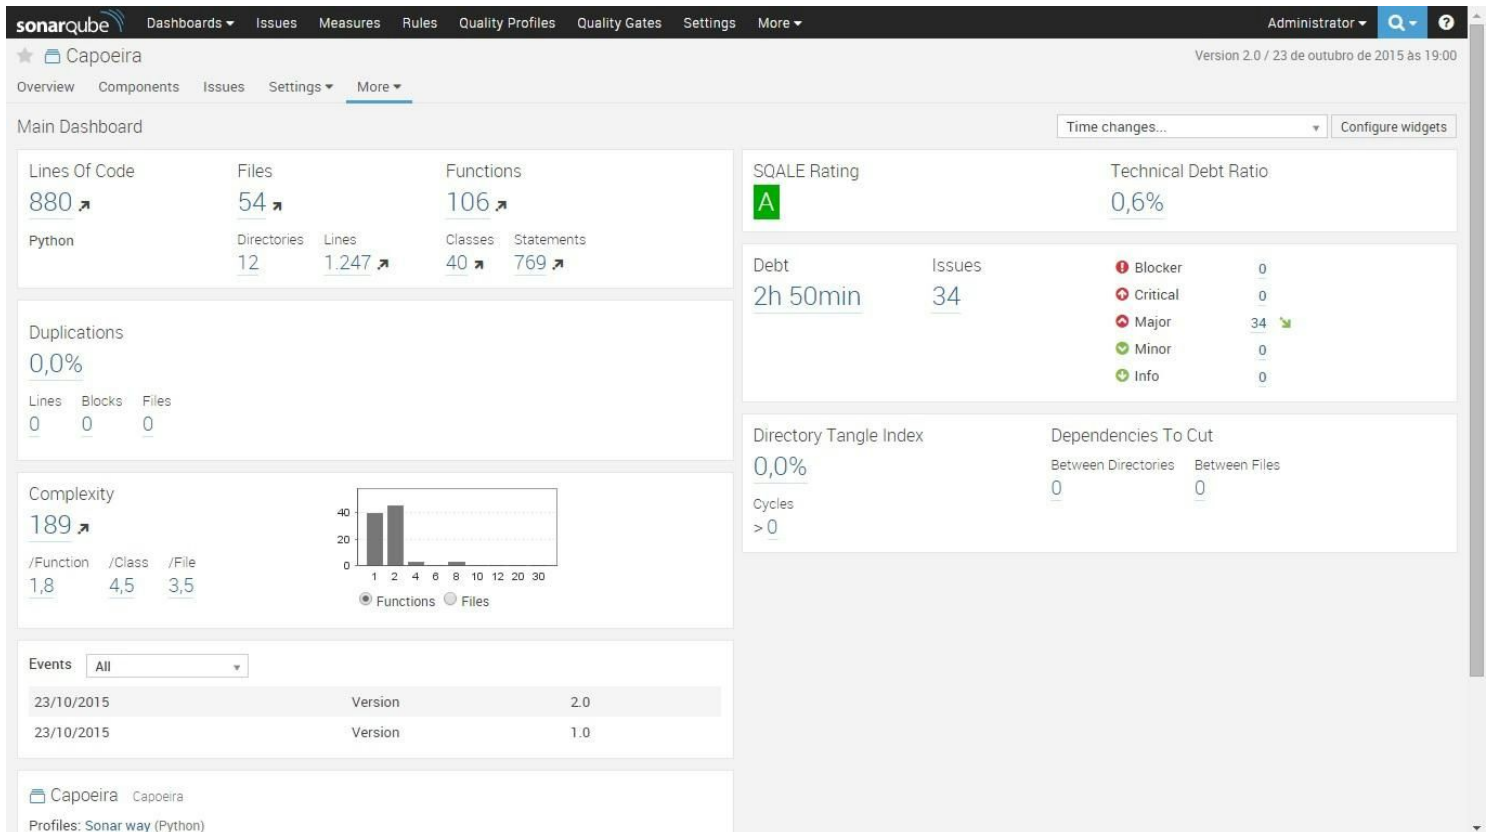 sonarqube Dashboards Issues Measures Rules Quality Profiles Quality Gates Settings More Administrator
Capoeira
Version 2.0 / 23 de outubro de 2015 às 19:00
Overview Components Issues Settings More
Main Dashboard
Time changes... Configure widgets
Lines Of Code Files Functions
880 54 106
Python
Directories Lines Classes Statements
12 1.247 40 769
Duplications
0,0%
Lines Blocks Files
0 0 0
Complexity
189
/Function /Class /File
1,8 4,5 3,5
40
20
0
1 2 4 6 8 10 12 20 30
Functions Files
Events All
23/10/2015 Version 2.0
23/10/2015 Version 1.0
Capoeira Capoeira
Profiles: Sonar way (Python)
SQALE Rating Technical Debt Ratio
A 0,6%
Debt Issues
2h 50min 34
Blocker 0
Critical 0
Major 34
Minor 0
Info 0
Directory Tangle Index Dependencies To Cut
0,0%
Between Directories Between Files
0 0
Cycles
> 0